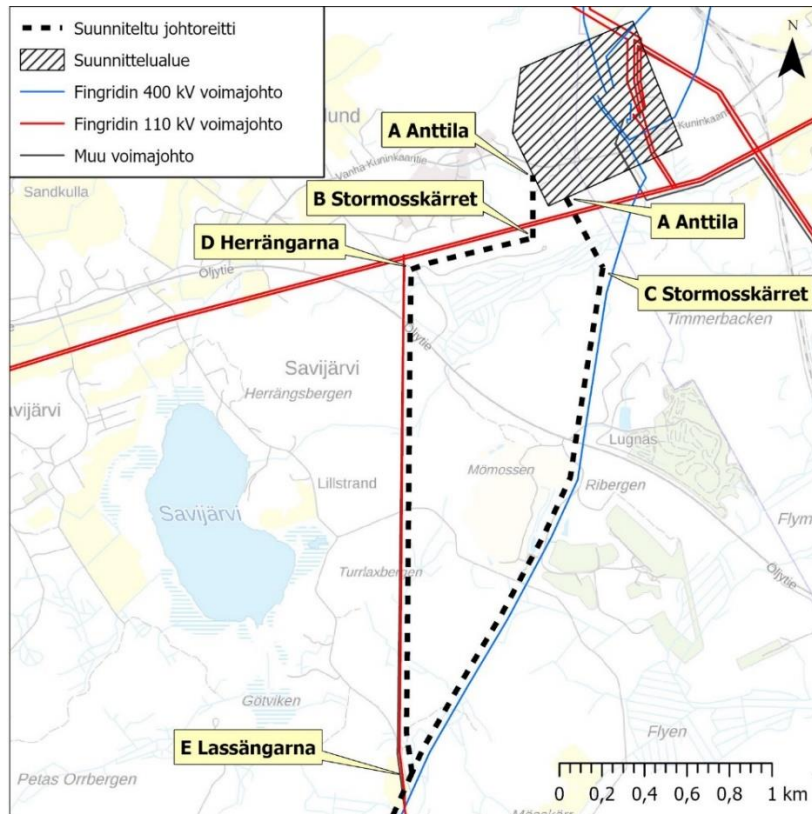 Suunniteltu johtoreitti
Suunnittelualue
Fingridin 400 kV voimajohto
Fingridin 110 kV voimajohto
Muu voimajohto
N
lund
A Anttila
Kuninkaan
Vanha-Kuninkaantie
Sandkulla
B Stormosskärret
A Anttila
D Herrängarna
Öljytie
C Stormosskärret
Öljytie
Timmerbacken
Savijärvi
avijärvi
Herrängsbergen
Lugnäs
Mömossen
Lillstrand
Ribergen
Savijärvi
Flym
Turrlaxbergen
Öljytie
Götviken
Flyen
E Lassängarna
Petas Orrbergen
0 0,2 0,4 0,6 0,8 1 km